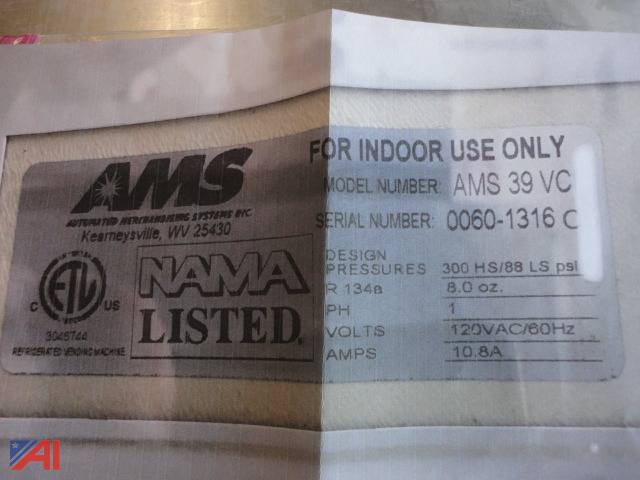 AMS
AUTOMATED MERCHANDISING SYSTEMS INC.
Kearneysville, WV 25430
ETL
C US
3045744
REFRIGERATED VENDING MACHINE
NAMA
LISTED
FOR INDOOR USE ONLY
MODEL NUMBER: AMS 39 VC
SERIAL NUMBER: 0060-1316 C
DESIGN
PRESSURES 300 HS/88 LS psi
R 134a 8.0 oz.
PH 1
VOLTS 120VAC/60Hz
AMPS 10.8A
AI